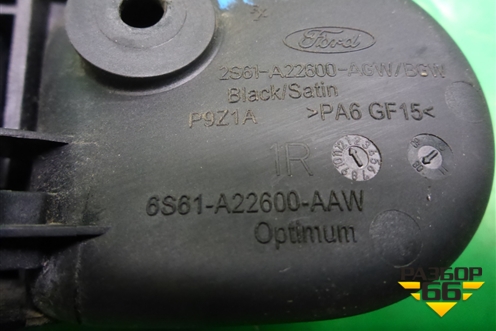 Ford
2S61-A22600-AGW/BGW
Black/Satin
P9Z1A >PA6 GF15<
1R
6S61-A22600-AAW
Optimum
РАЗБОР
66